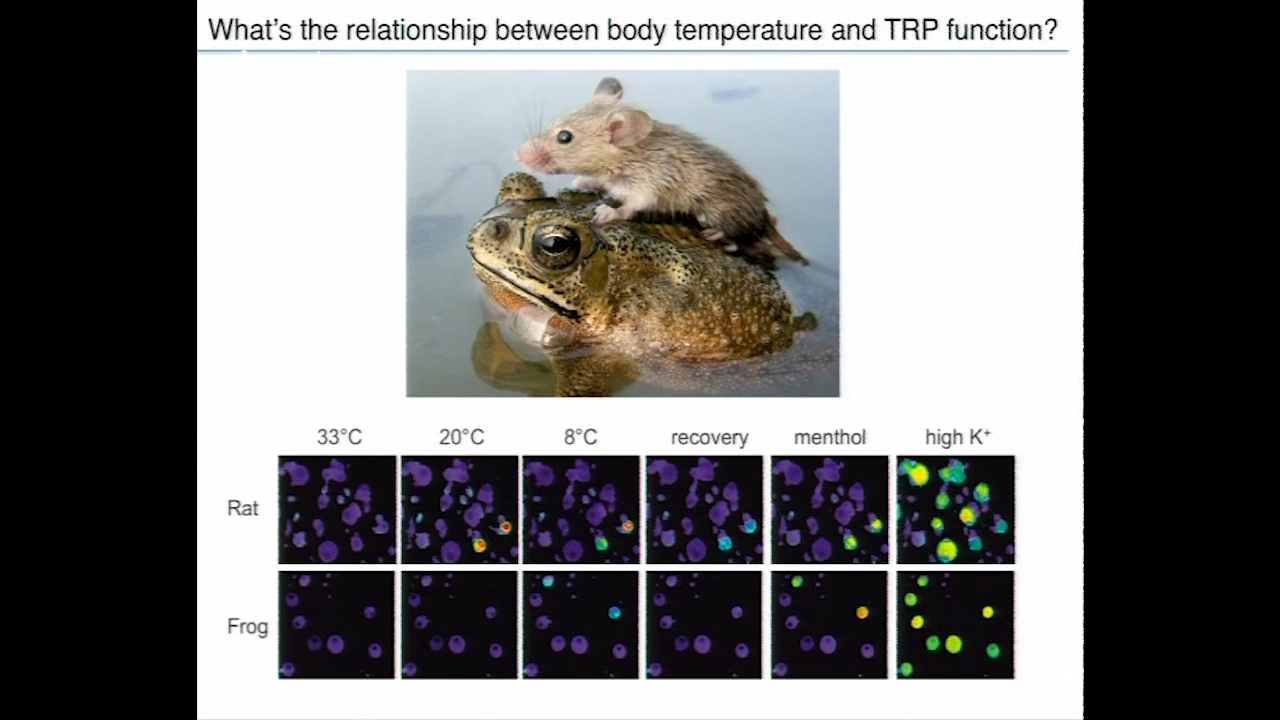 What's the relationship between body temperature and TRP function?
33°C 20°C 8°C recovery menthol high K⁺
Rat
Frog